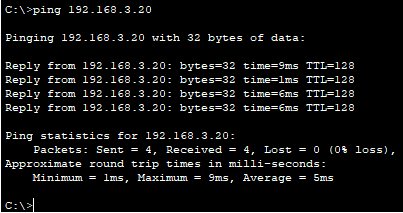 C:\>ping 192.168.3.20
Pinging 192.168.3.20 with 32 bytes of data:
Reply from 192.168.3.20: bytes=32 time=9ms TTL=128
Reply from 192.168.3.20: bytes=32 time=1ms TTL=128
Reply from 192.168.3.20: bytes=32 time=6ms TTL=128
Reply from 192.168.3.20: bytes=32 time=6ms TTL=128
Ping statistics for 192.168.3.20:
    Packets: Sent = 4, Received = 4, Lost = 0 (0% loss),
Approximate round trip times in milli-seconds:
    Minimum = 1ms, Maximum = 9ms, Average = 5ms
C:\>